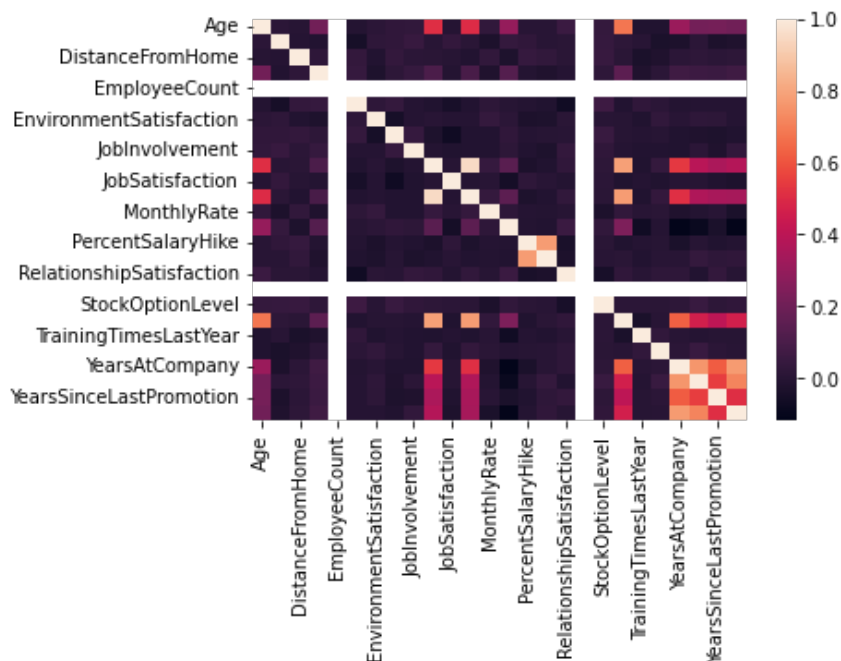 Age
DistanceFromHome
EmployeeCount
EnvironmentSatisfaction
JobInvolvement
JobSatisfaction
MonthlyRate
PercentSalaryHike
RelationshipSatisfaction
StockOptionLevel
TrainingTimesLastYear
YearsAtCompany
YearsSinceLastPromotion
Age
DistanceFromHome
EmployeeCount
EnvironmentSatisfaction
JobInvolvement
JobSatisfaction
MonthlyRate
PercentSalaryHike
RelationshipSatisfaction
StockOptionLevel
TrainingTimesLastYear
YearsAtCompany
YearsSinceLastPromotion
1.0
0.8
0.6
0.4
0.2
0.0